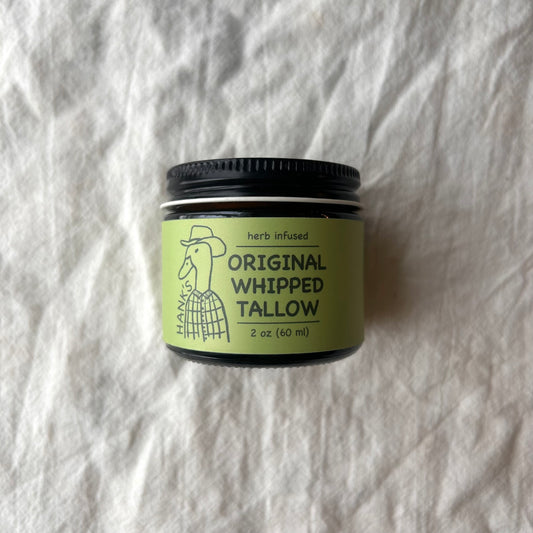 HANK'S
herb infused
ORIGINAL
WHIPPED
TALLOW
2 oz (60 ml)